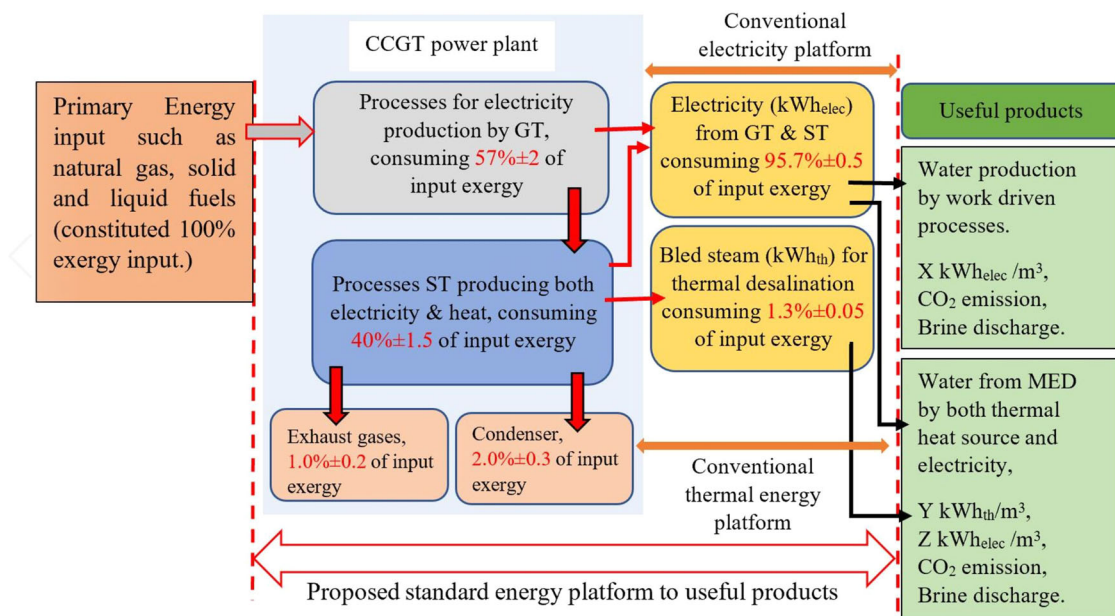 CCGT power plant
Conventional
electricity platform
Primary Energy
input such as
natural gas, solid
and liquid fuels
(constituted 100%
exergy input.)
Processes for electricity
production by GT,
consuming 57%±2 of
input exergy
Electricity (kWhelec)
from GT & ST
consuming 95.7%±0.5
of input exergy
Useful products
Water production
by work driven
processes.
X kWhelec /m³,
CO₂ emission,
Brine discharge.
Processes ST producing both
electricity & heat, consuming
40%±1.5 of input exergy
Bled steam (kWhth) for
thermal desalination
consuming 1.3%±0.05
of input exergy
Water from MED
by both thermal
heat source and
electricity,
Y kWhth/m³,
Z kWhelec /m³,
CO₂ emission,
Brine discharge.
Exhaust gases,
1.0%±0.2 of input
exergy
Condenser,
2.0%±0.3 of input
exergy
Conventional
thermal energy
platform
Proposed standard energy platform to useful products